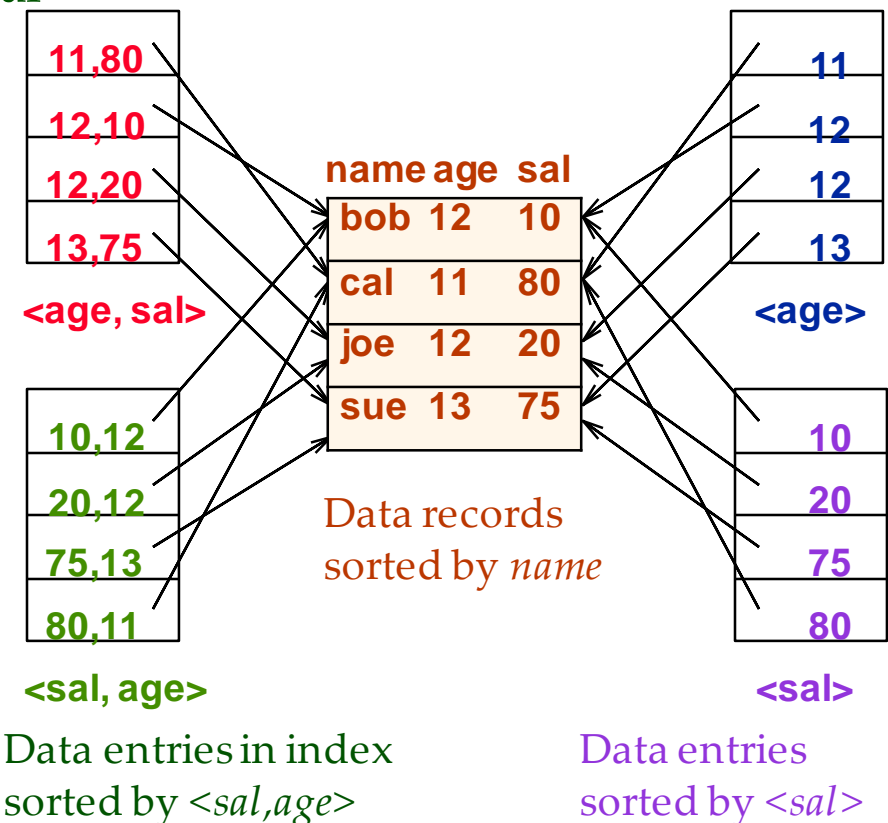 11,80
12,10
12,20
13,75
<age, sal>
11
12
12
13
<age>
name age sal
bob 12 10
cal 11 80
joe 12 20
sue 13 75
Data records
sorted by name
10,12
20,12
75,13
80,11
<sal, age>
Data entries in index
sorted by <sal,age>
10
20
75
80
<sal>
Data entries
sorted by <sal>